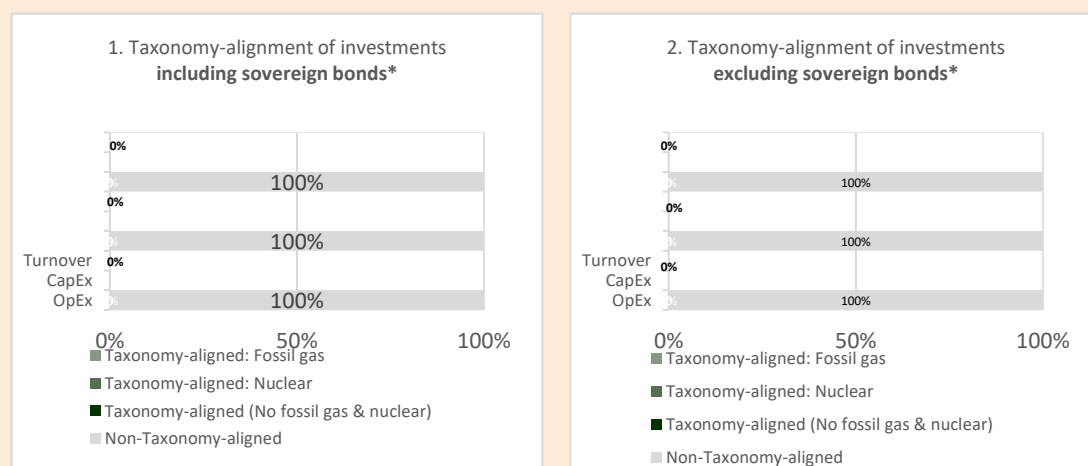 1. Taxonomy-alignment of investments
including sovereign bonds*
0%
100%
0%
100%
Turnover
0%
CapEx
OpEx
100%
0%
50%
100%
Taxonomy-aligned: Fossil gas
Taxonomy-aligned: Nuclear
Taxonomy-aligned (No fossil gas & nuclear)
Non-Taxonomy-aligned
2. Taxonomy-alignment of investments
excluding sovereign bonds*
0%
100%
0%
100%
Turnover
0%
CapEx
OpEx
100%
0%
50%
100%
Taxonomy-aligned: Fossil gas
Taxonomy-aligned: Nuclear
Taxonomy-aligned (No fossil gas & nuclear)
Non-Taxonomy-aligned